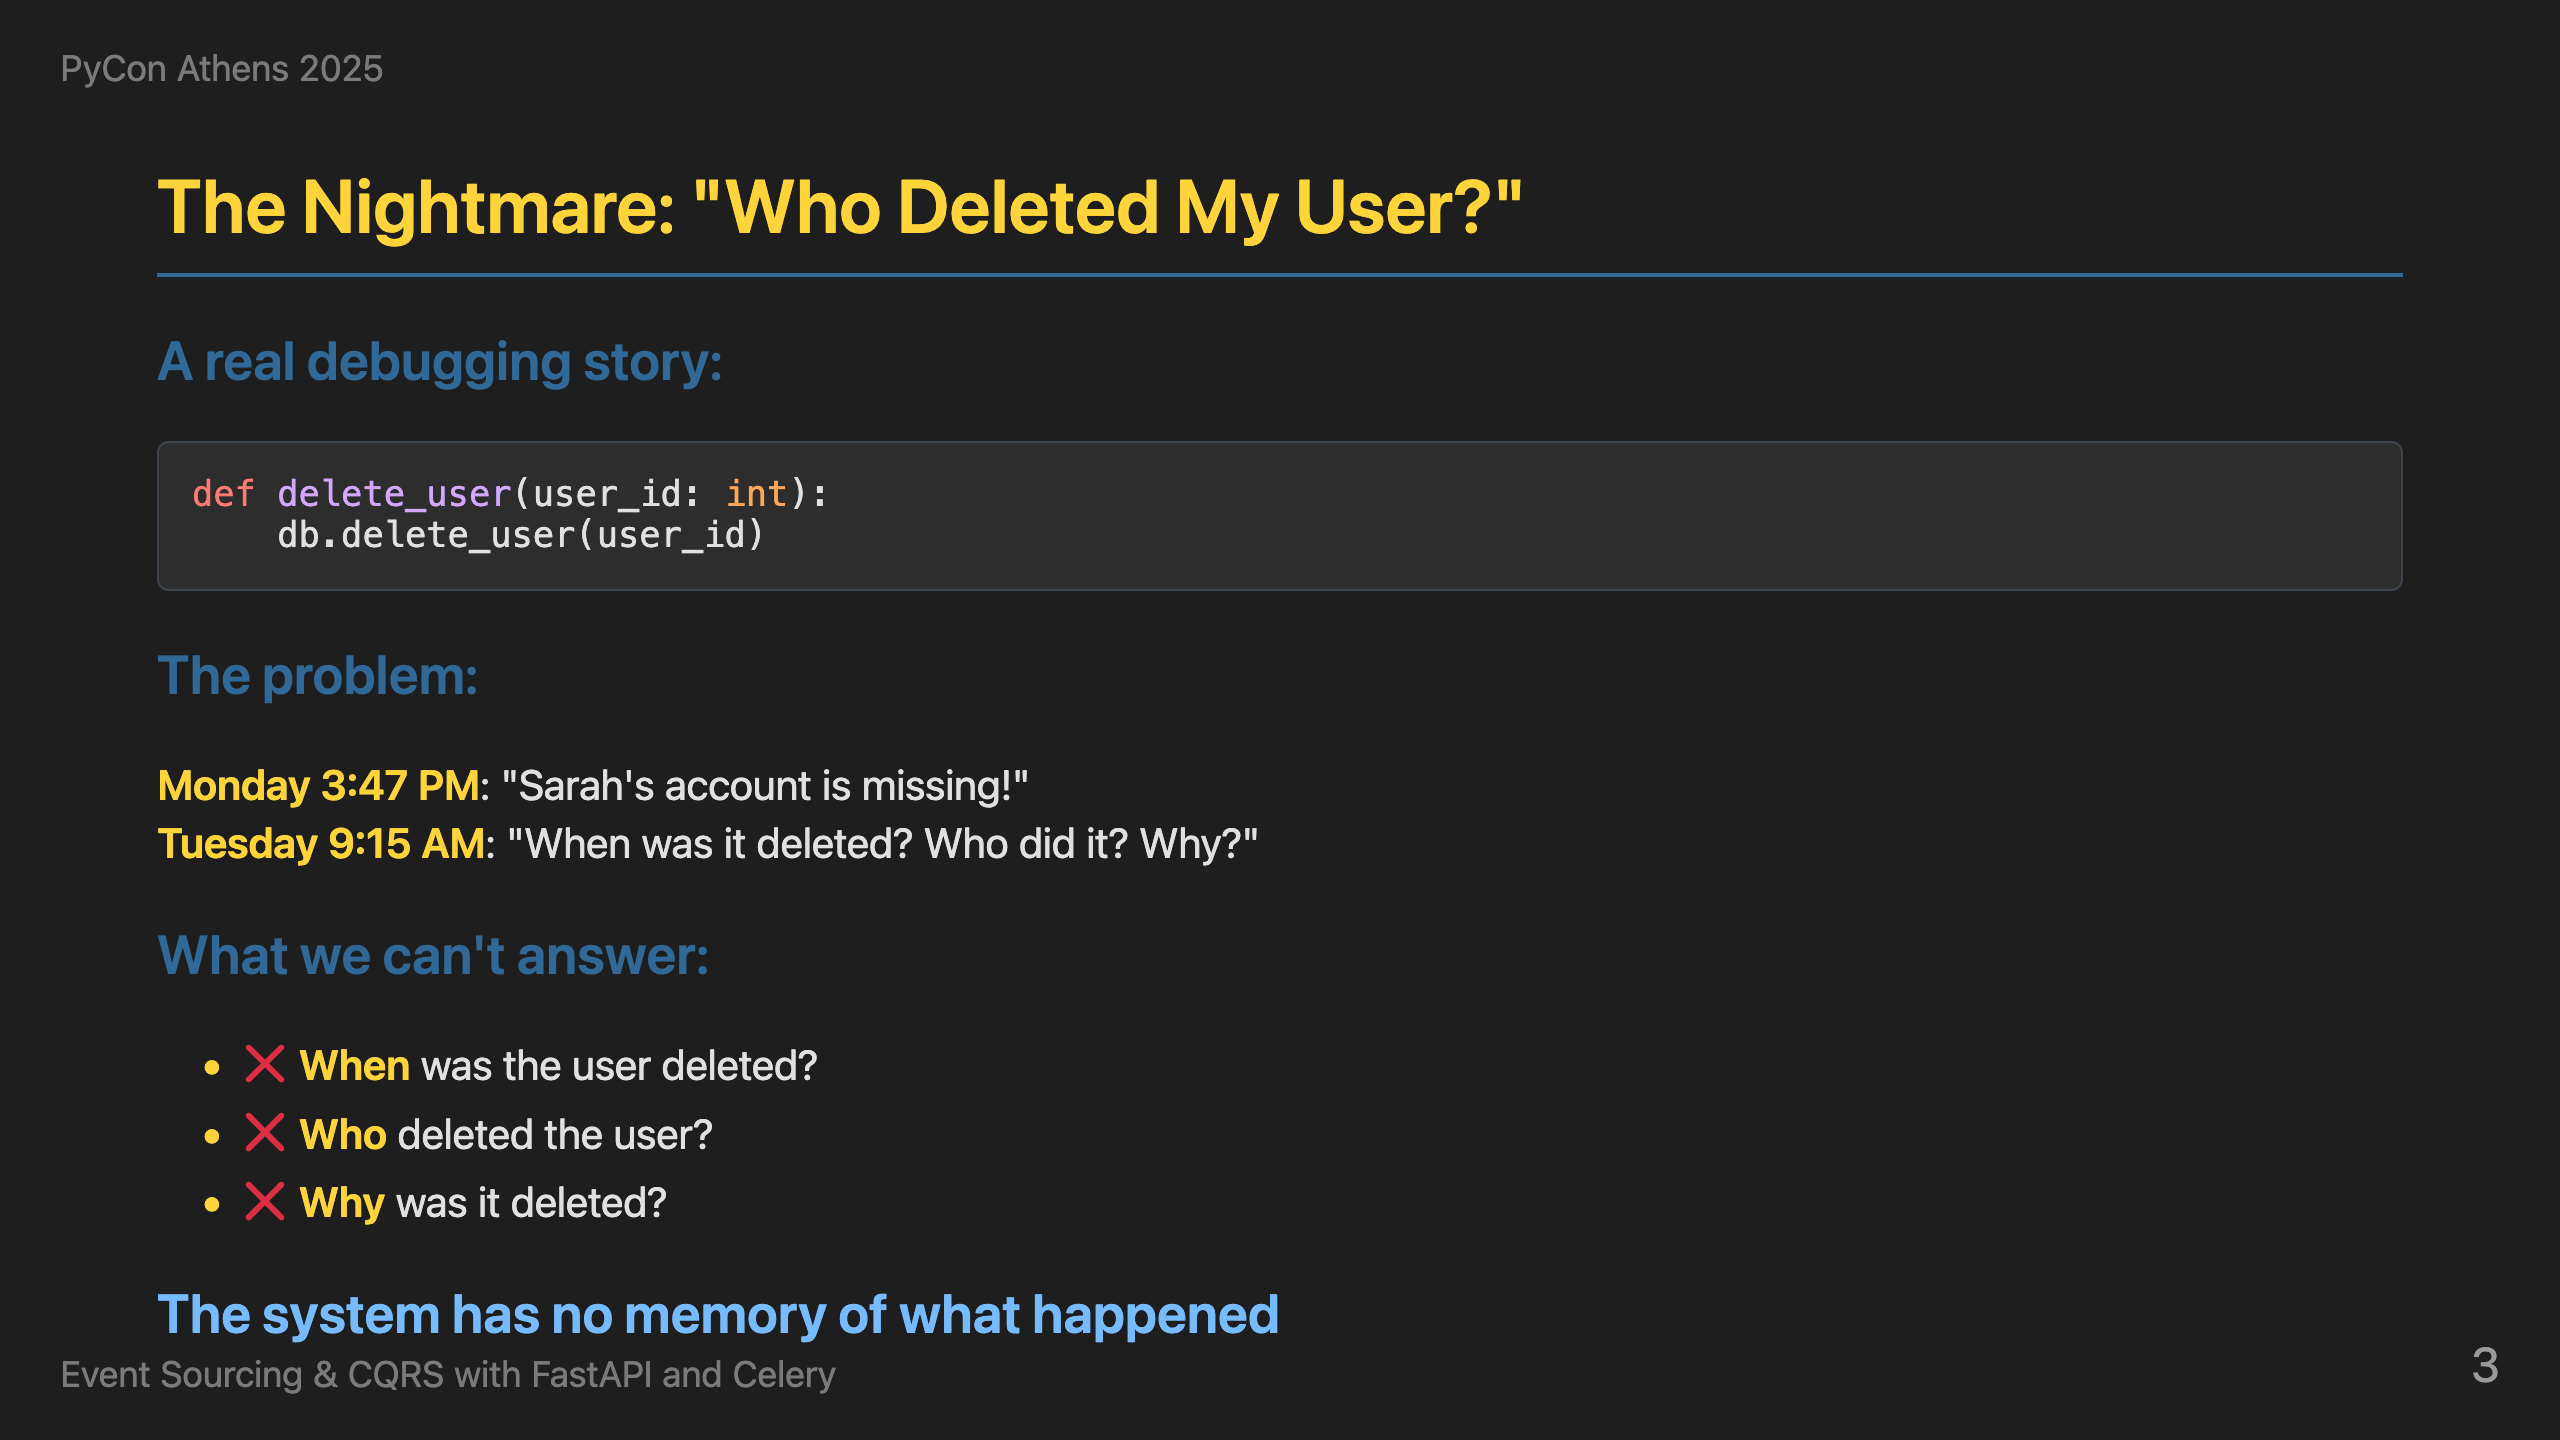 PyCon Athens 2025
The Nightmare: "Who Deleted My User?"
A real debugging story:
def delete_user(user_id: int):
    db.delete_user(user_id)
The problem:
Monday 3:47 PM: "Sarah's account is missing!"
Tuesday 9:15 AM: "When was it deleted? Who did it? Why?"
What we can't answer:
• ❌ When was the user deleted?
• ❌ Who deleted the user?
• ❌ Why was it deleted?
The system has no memory of what happened
Event Sourcing & CQRS with FastAPI and Celery
3